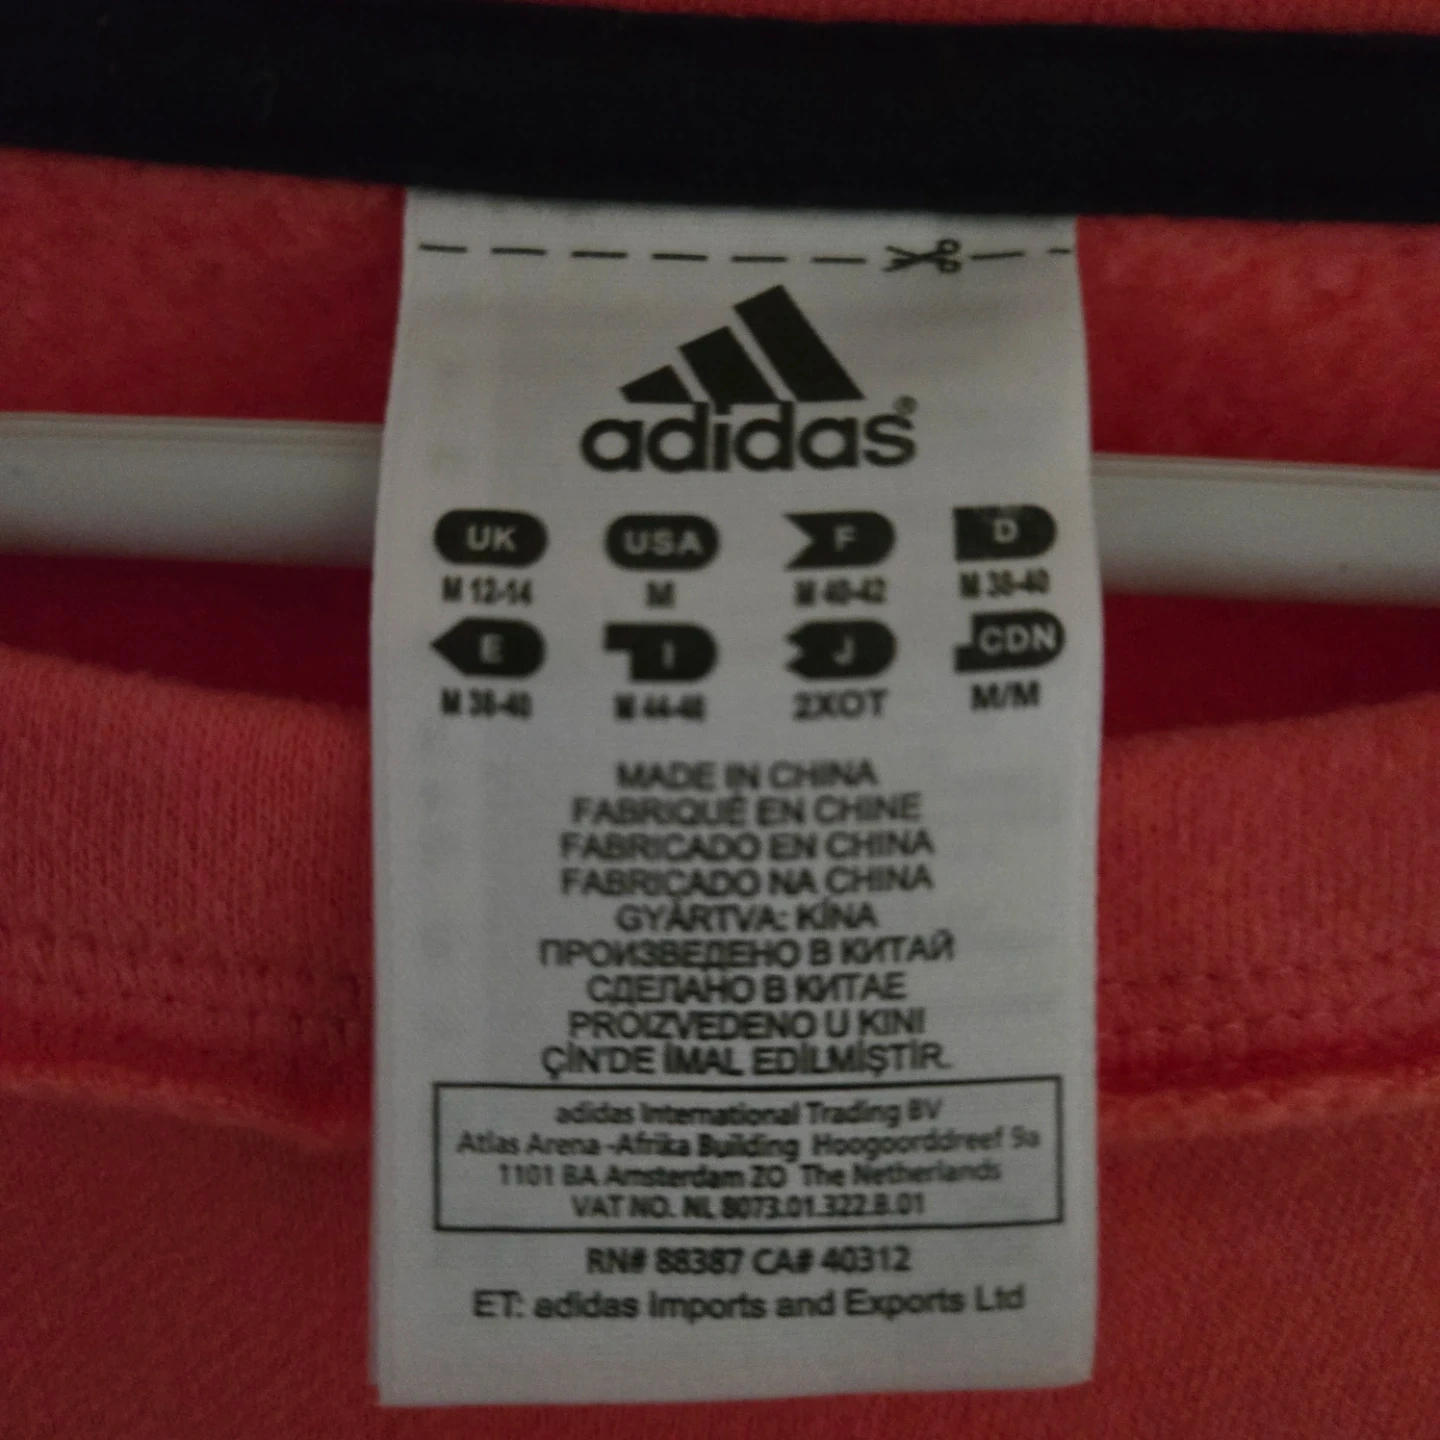 adidas®
UK USA F D
M 12-14 M M 40-42 M 38-40
E I J CDN
M 38-40 M 44-46 2XOT M/M
MADE IN CHINA
FABRIQUÉ EN CHINE
FABRICADO EN CHINA
FABRICADO NA CHINA
GYÁRTVA: KÍNA
ПРОИЗВЕДЕНО В КИТАЙ
СДЕЛАНО В КИТАЕ
PROIZVEDENO U KINI
ÇİN'DE İMAL EDİLMİŞTİR.
adidas International Trading BV
Atlas Arena -Afrika Building Hoogoorddreef 9a
1101 BA Amsterdam ZO The Netherlands
VAT NO. NL 8073.01.322.B.01
RN# 88387 CA# 40312
ET: adidas Imports and Exports Ltd